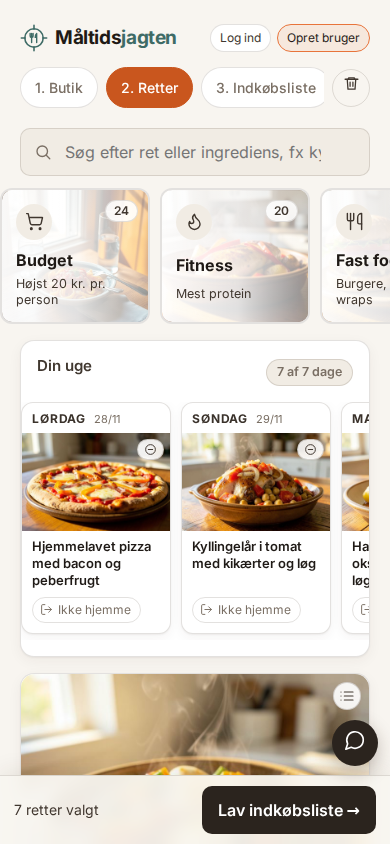 Måltidsjagten
Log ind
Opret bruger
1. Butik
2. Retter
3. Indkøbsliste
Søg efter ret eller ingrediens, fx ky
24
Budget
Højst 20 kr. pr.
person
20
Fitness
Mest protein
Fast fo
Burgere,
wraps
Din uge
7 af 7 dage
LØRDAG 28/11
Hjemmelavet pizza
med bacon og
peberfrugt
Ikke hjemme
SØNDAG 29/11
Kyllingelår i tomat
med kikærter og løg
Ikke hjemme
MA
Ha
oks
løg
7 retter valgt
Lav indkøbsliste →